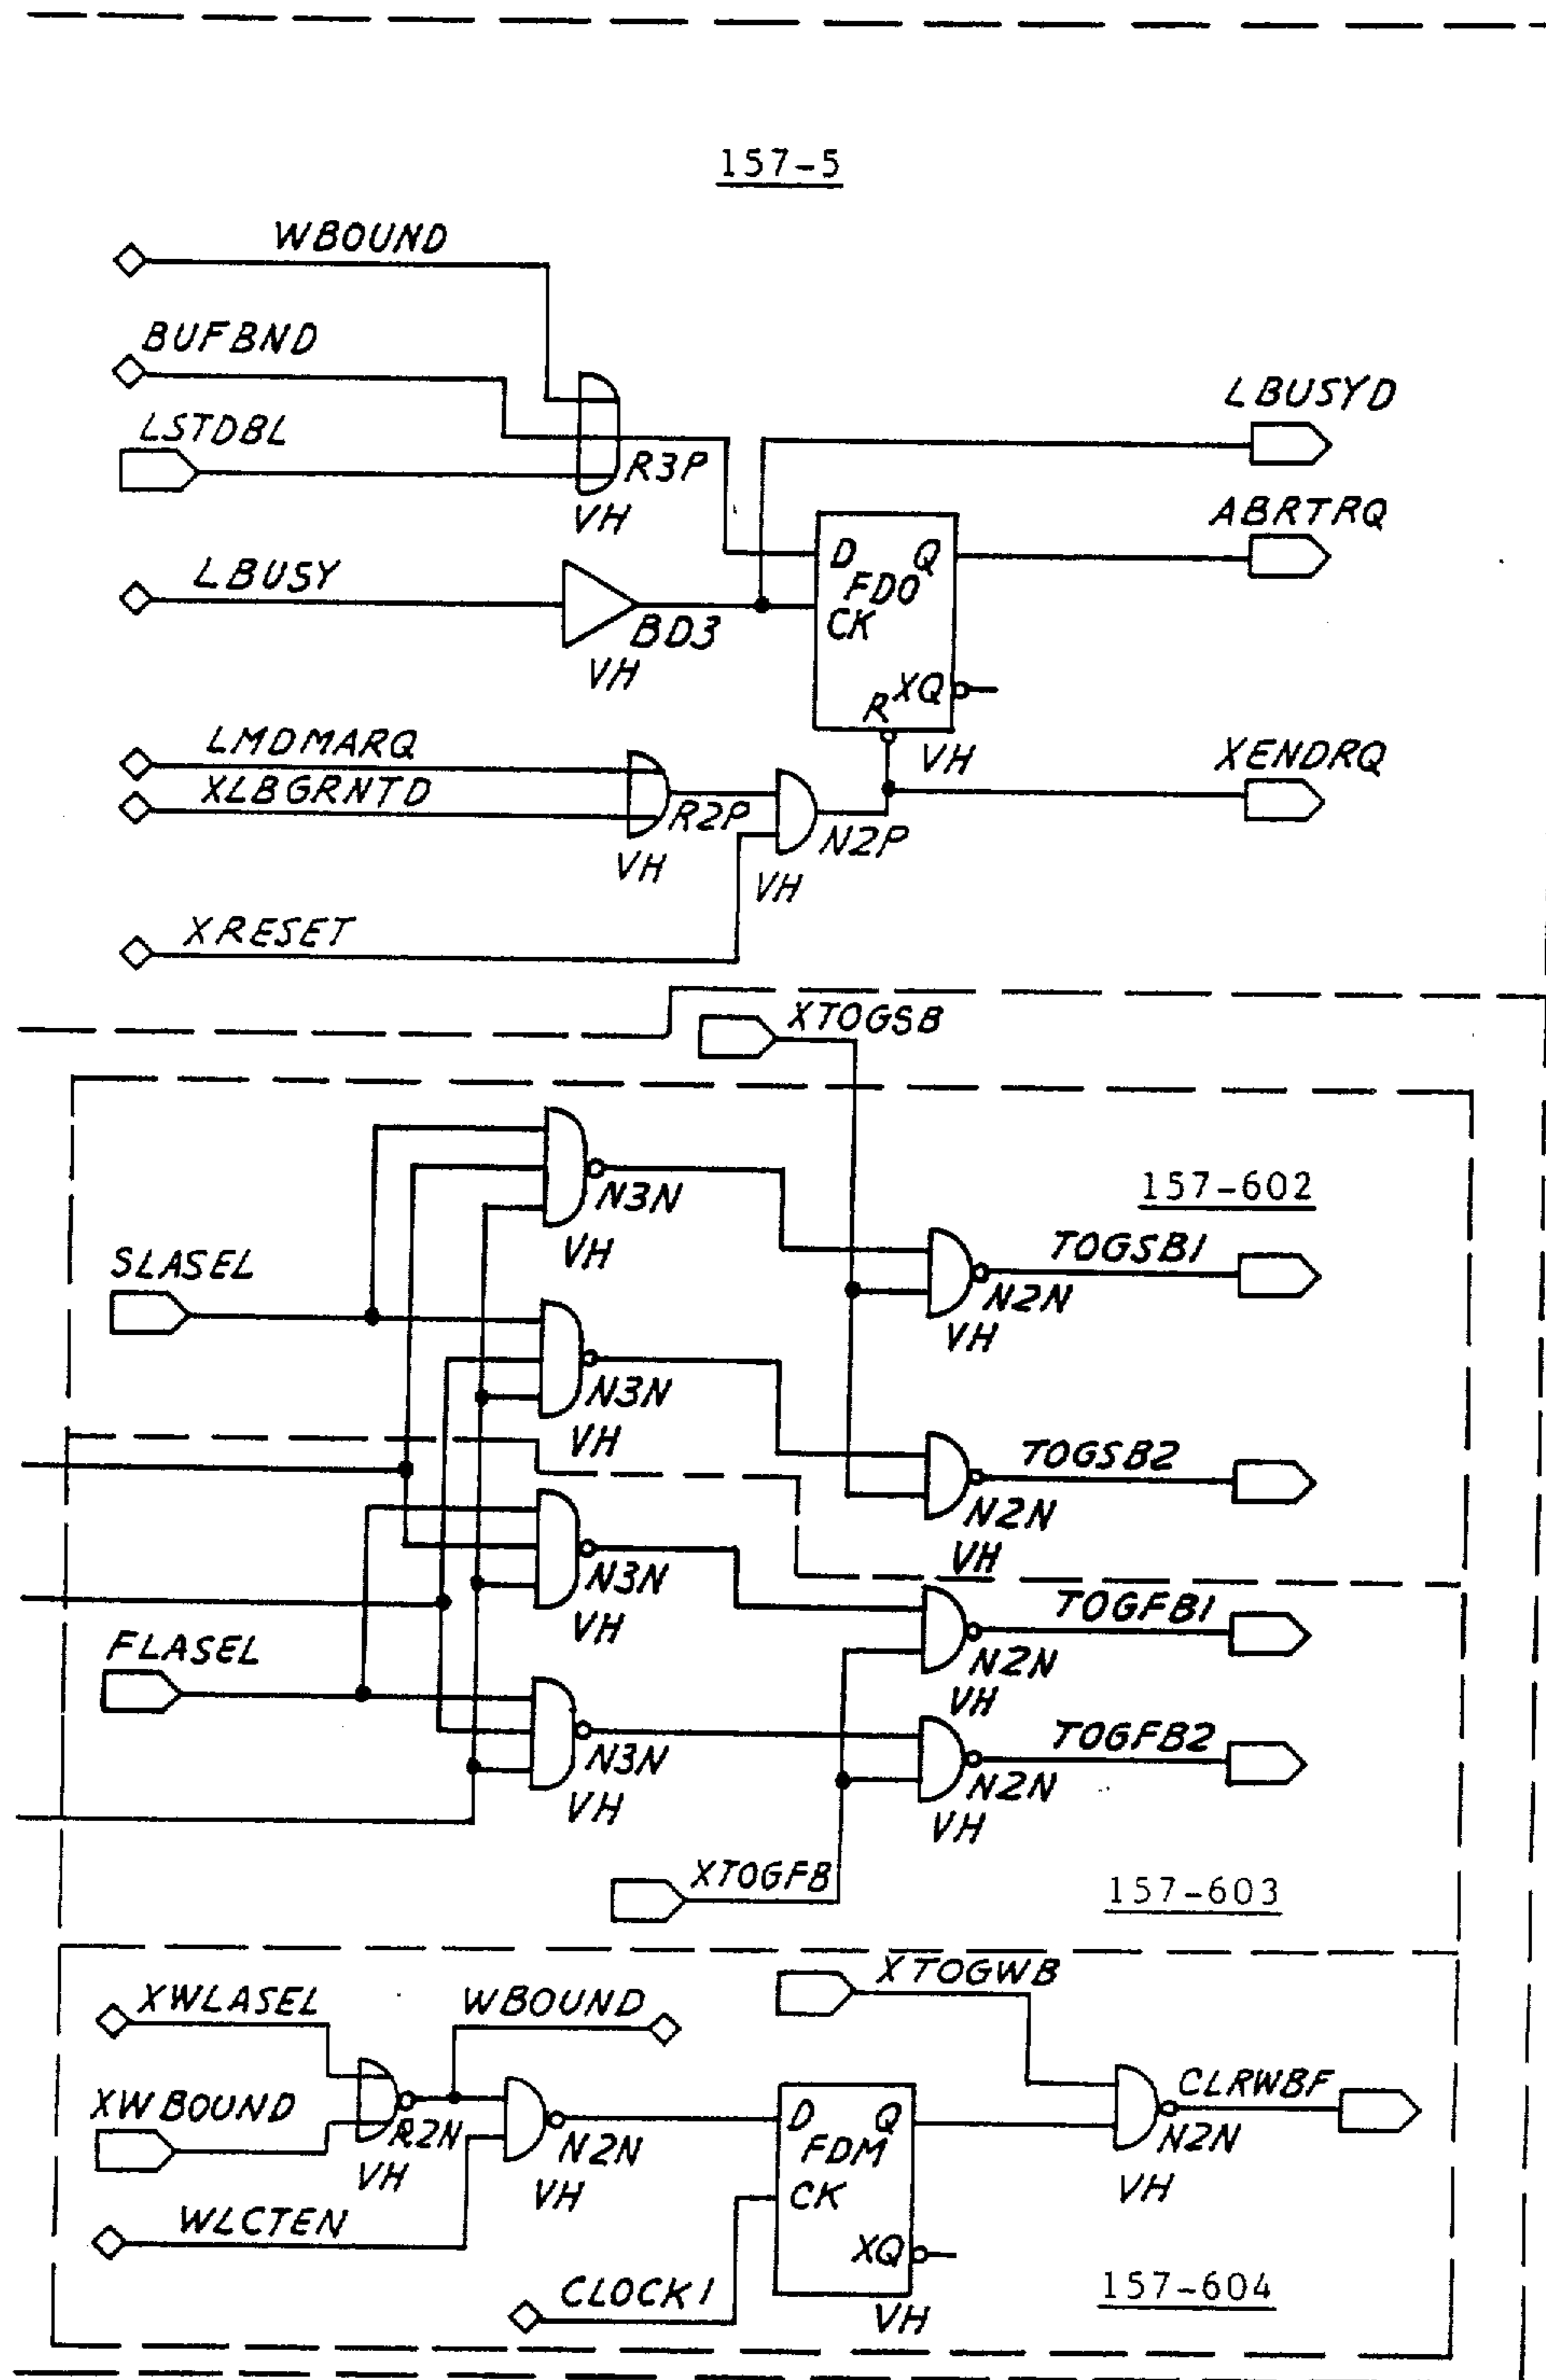 157-5
WBOUND
BUFBND
LSTDBL
R3P
VH
LBUSYD
ABRTRQ
D Q
FDO
CK
XQ
R
VH
LBUSY
BD3
VH
LMDMARQ
XLBGRNTD
R2P
VH
N2P
VH
XENDRQ
XRESET
XTOGSB
157-602
N3N
VH
SLASEL
TOGSB1
N2N
VH
N3N
VH
TOGSB2
N2N
VH
N3N
VH
TOGFB1
N2N
VH
FLASEL
N3N
VH
TOGFB2
N2N
VH
XTOGFB
157-603
XWLASEL
WBOUND
XTOGWB
XWBOUND
R2N
VH
N2N
VH
D Q
FDM
CK
XQ
VH
CLRWBF
N2N
VH
WLCTEN
CLOCK1
157-604